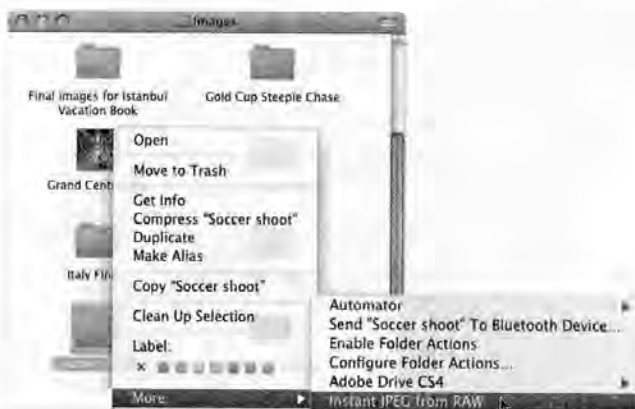 Images
Final images for Istanbul
Vacation Book
Gold Cup Steeple Chase
Grand Cent
Italy Fin
Open
Move to Trash
Get Info
Compress "Soccer shoot"
Duplicate
Make Alias
Copy "Soccer shoot"
Clean Up Selection
Label:
×
More
Automator
Send "Soccer shoot" To Bluetooth Device...
Enable Folder Actions
Configure Folder Actions...
Adobe Drive CS4
Instant JPEG from RAW